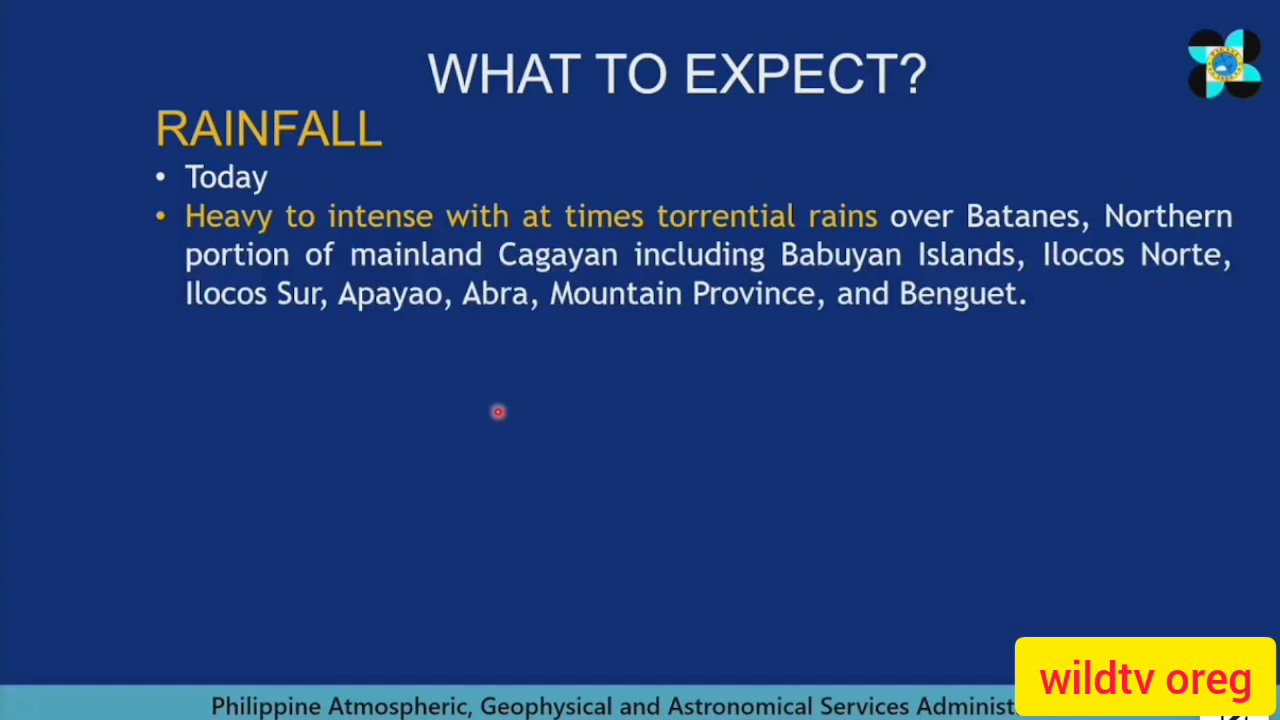 WHAT TO EXPECT?
RAINFALL
• Today
• Heavy to intense with at times torrential rains over Batanes, Northern
portion of mainland Cagayan including Babuyan Islands, Ilocos Norte,
Ilocos Sur, Apayao, Abra, Mountain Province, and Benguet.
wildtv oreg
Philippine Atmospheric, Geophysical and Astronomical Services Administ